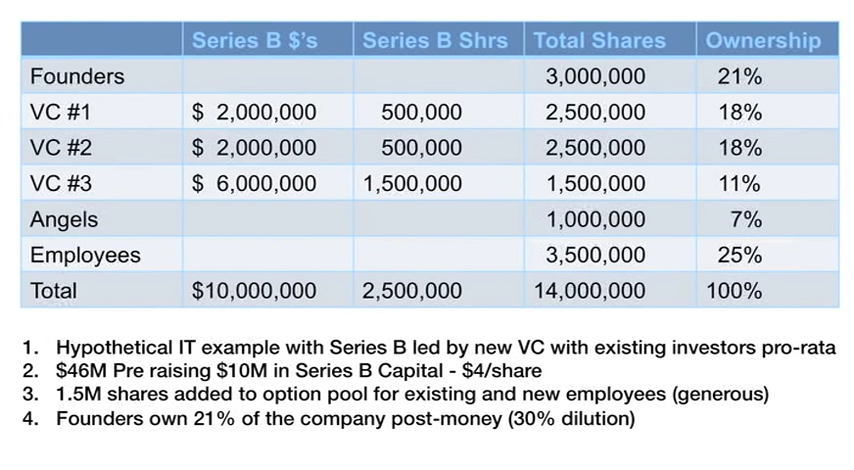 Series B $'s Series B Shrs Total Shares Ownership
Founders 3,000,000 21%
VC #1 $ 2,000,000 500,000 2,500,000 18%
VC #2 $ 2,000,000 500,000 2,500,000 18%
VC #3 $ 6,000,000 1,500,000 1,500,000 11%
Angels 1,000,000 7%
Employees 3,500,000 25%
Total $10,000,000 2,500,000 14,000,000 100%
1. Hypothetical IT example with Series B led by new VC with existing investors pro-rata
2. $46M Pre raising $10M in Series B Capital - $4/share
3. 1.5M shares added to option pool for existing and new employees (generous)
4. Founders own 21% of the company post-money (30% dilution)